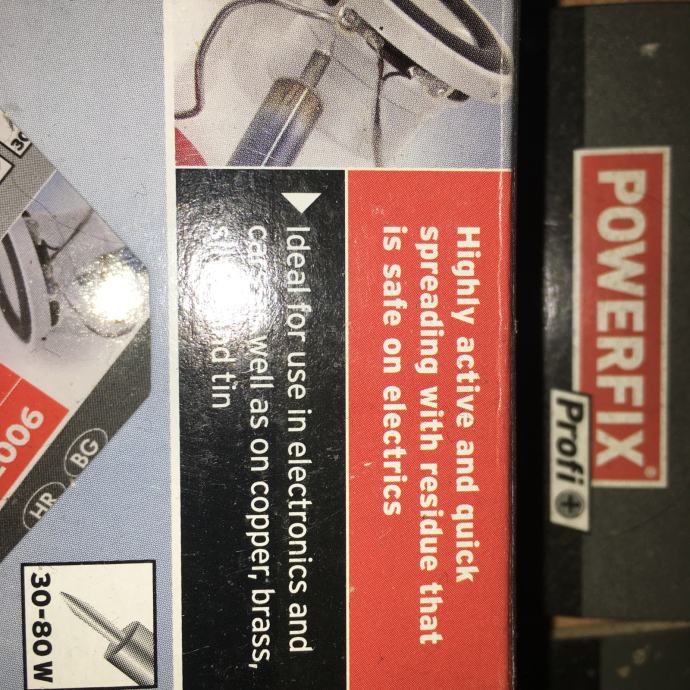 POWERFIX®
Profi+
Highly active and quick
spreading with residue that
is safe on electrics
Ideal for use in electronics and
well as on copper, brass,
tin
30-80 W
2006
HR
BG
30